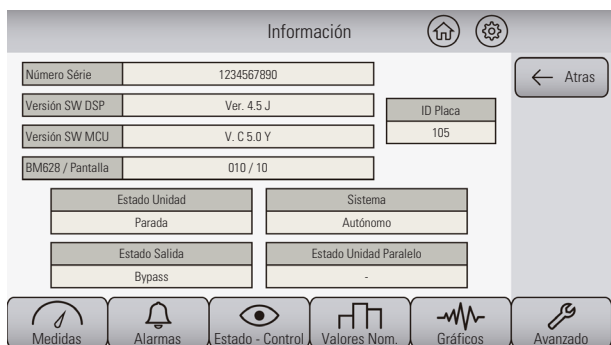 Información
Atras
Número Série 1234567890
Versión SW DSP Ver. 4.5 J
ID Placa
Versión SW MCU V. C 5.0 Y
105
BM628 / Pantalla 010 / 10
Estado Unidad Sistema
Parada Autónomo
Estado Salida Estado Unidad Paralelo
Bypass -
Medidas Alarmas Estado - Control Valores Nom. Gráficos Avanzado